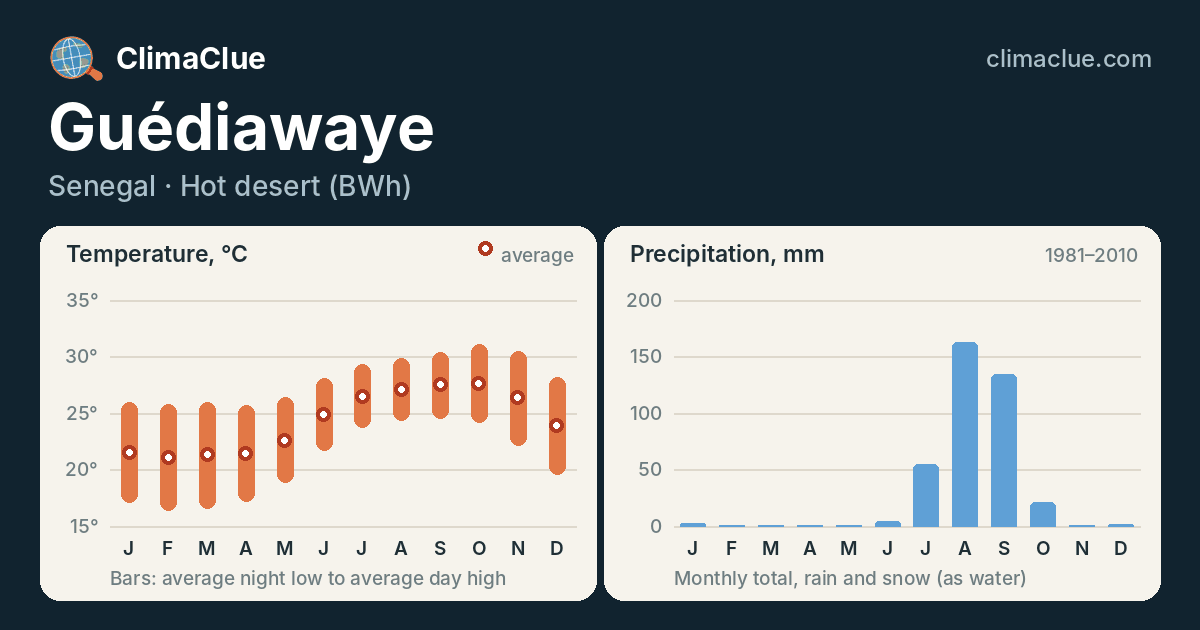 ClimaClue
climaclue.com
Guédiawaye
Senegal · Hot desert (BWh)
Temperature, °C
average
35°
30°
25°
20°
15°
J F M A M J J A S O N D
Bars: average night low to average day high
Precipitation, mm
1981–2010
200
150
100
50
0
J F M A M J J A S O N D
Monthly total, rain and snow (as water)